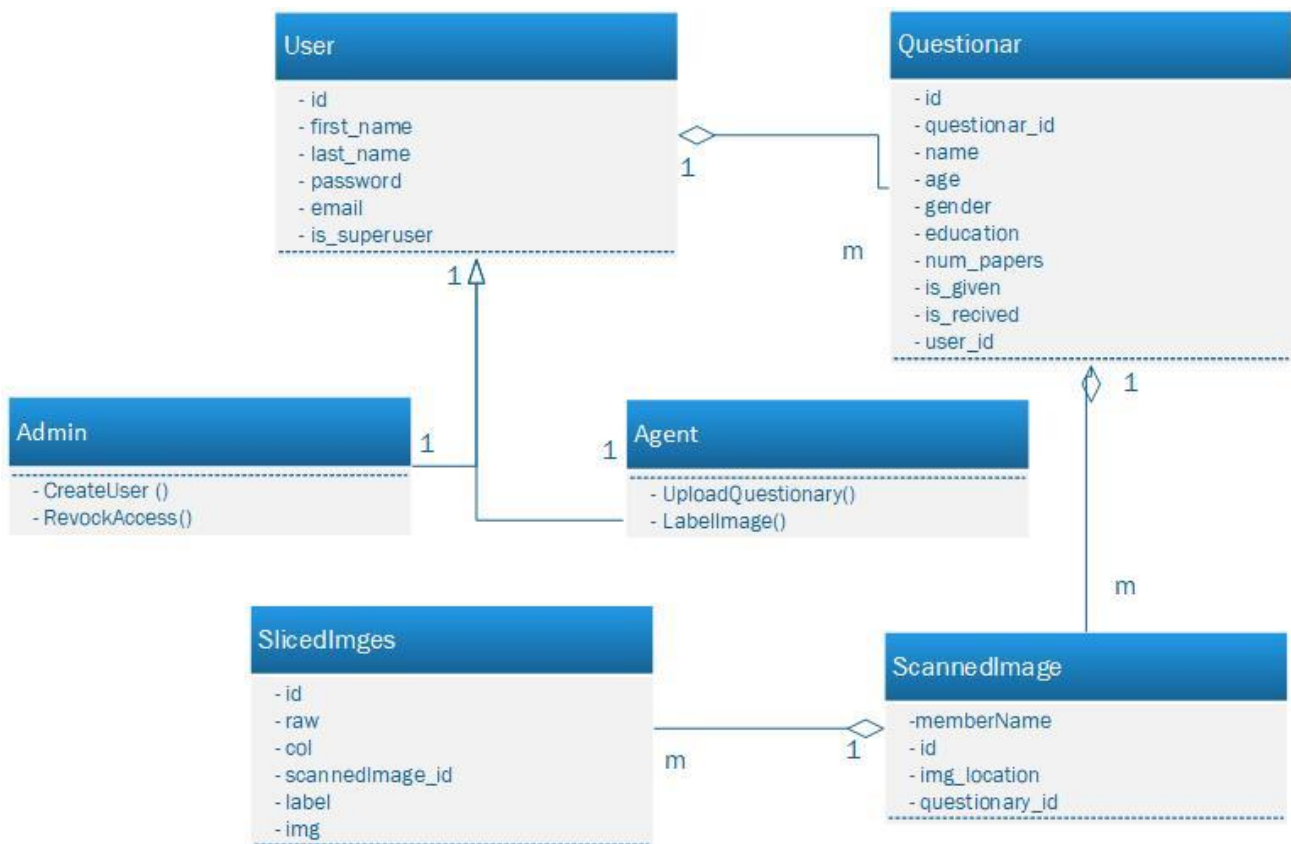 User
- id
- first_name
- last_name
- password
- email
- is_superuser
1
Questionar
- id
- questionar_id
- name
- age
- gender
- education
- num_papers
- is_given
- is_recived
- user_id
m
1
1
Admin
- CreateUser ()
- RevockAccess()
1
1
Agent
- UploadQuestionary()
- LabelImage()
m
SlicedImges
- id
- raw
- col
- scannedImage_id
- label
- img
m
1
ScannedImage
-memberName
- id
- img_location
- questionary_id